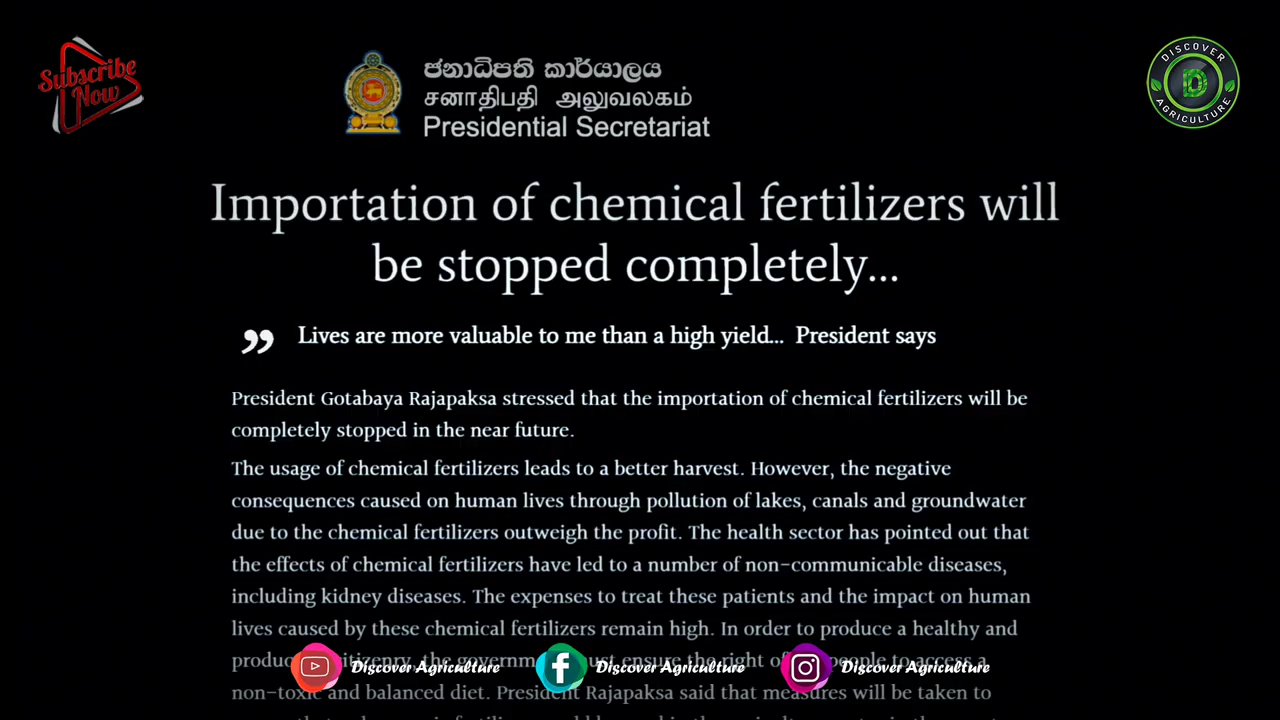 Subscribe
Now
ජනාධිපති කාර්යාලය
சனாதிபதி அலுவலகம்
Presidential Secretariat
DISCOVER
D
AGRICULTURE
Importation of chemical fertilizers will
be stopped completely...
” Lives are more valuable to me than a high yield... President says
President Gotabaya Rajapaksa stressed that the importation of chemical fertilizers will be
completely stopped in the near future.
The usage of chemical fertilizers leads to a better harvest. However, the negative
consequences caused on human lives through pollution of lakes, canals and groundwater
due to the chemical fertilizers outweigh the profit. The health sector has pointed out that
the effects of chemical fertilizers have led to a number of non-communicable diseases,
including kidney diseases. The expenses to treat these patients and the impact on human
lives caused by these chemical fertilizers remain high. In order to produce a healthy and
the ensure the right people to access a
non-toxic and balanced diet. President Rajapaksa said that measures will be taken to
Discover Agriculture
Discover Agriculture
Discover Agriculture